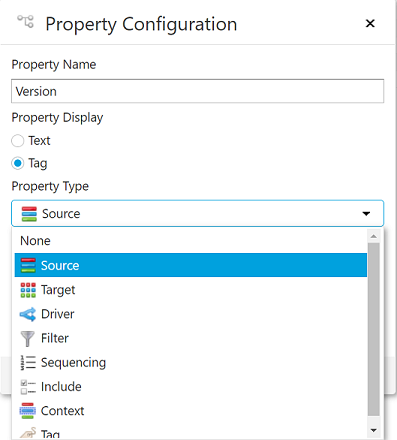 Property Configuration
Property Name
Version
Property Display
Text
Tag
Property Type
Source
None
Source
Target
Driver
Filter
Sequencing
Include
Context
Tag